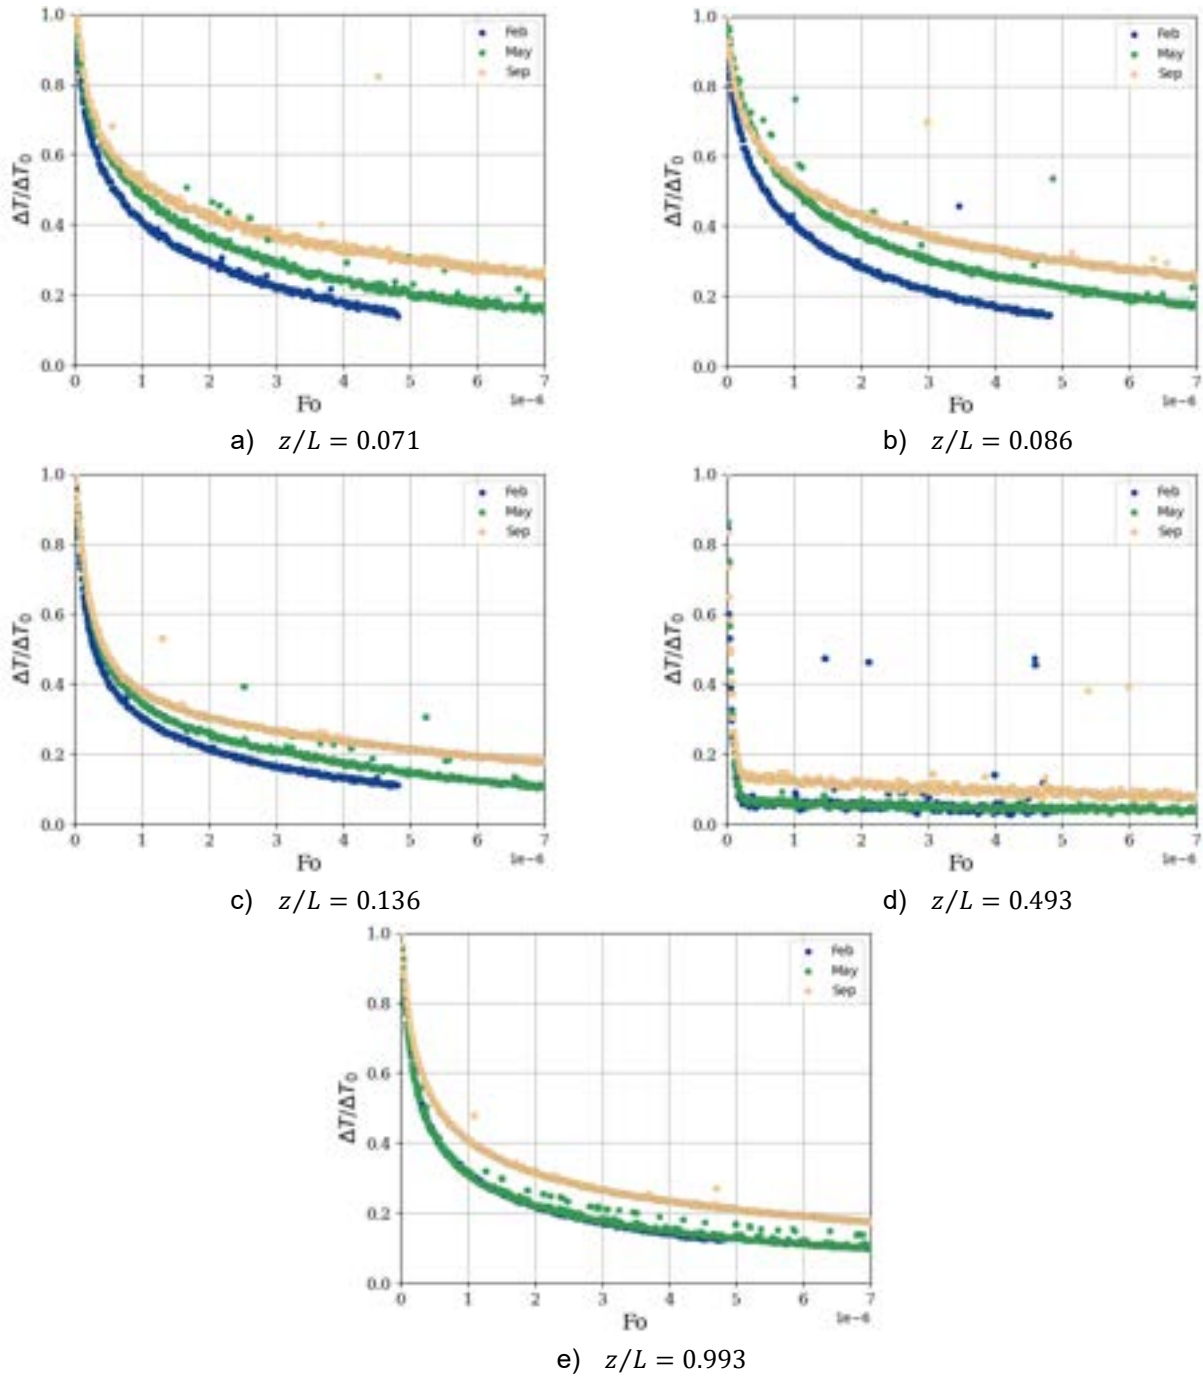 1.0
0.8
0.6
0.4
0.2
0.0
ΔT/ΔT₀
Feb
May
Sep
0 1 2 3 4 5 6 7
Fo
1e−6
a) z/L = 0.071
1.0
0.8
0.6
0.4
0.2
0.0
ΔT/ΔT₀
Feb
May
Sep
0 1 2 3 4 5 6 7
Fo
1e−6
b) z/L = 0.086
1.0
0.8
0.6
0.4
0.2
0.0
ΔT/ΔT₀
Feb
May
Sep
0 1 2 3 4 5 6 7
Fo
1e−6
c) z/L = 0.136
1.0
0.8
0.6
0.4
0.2
0.0
ΔT/ΔT₀
Feb
May
Sep
0 1 2 3 4 5 6 7
Fo
1e−6
d) z/L = 0.493
1.0
0.8
0.6
0.4
0.2
0.0
ΔT/ΔT₀
Feb
May
Sep
0 1 2 3 4 5 6 7
Fo
1e−6
e) z/L = 0.993